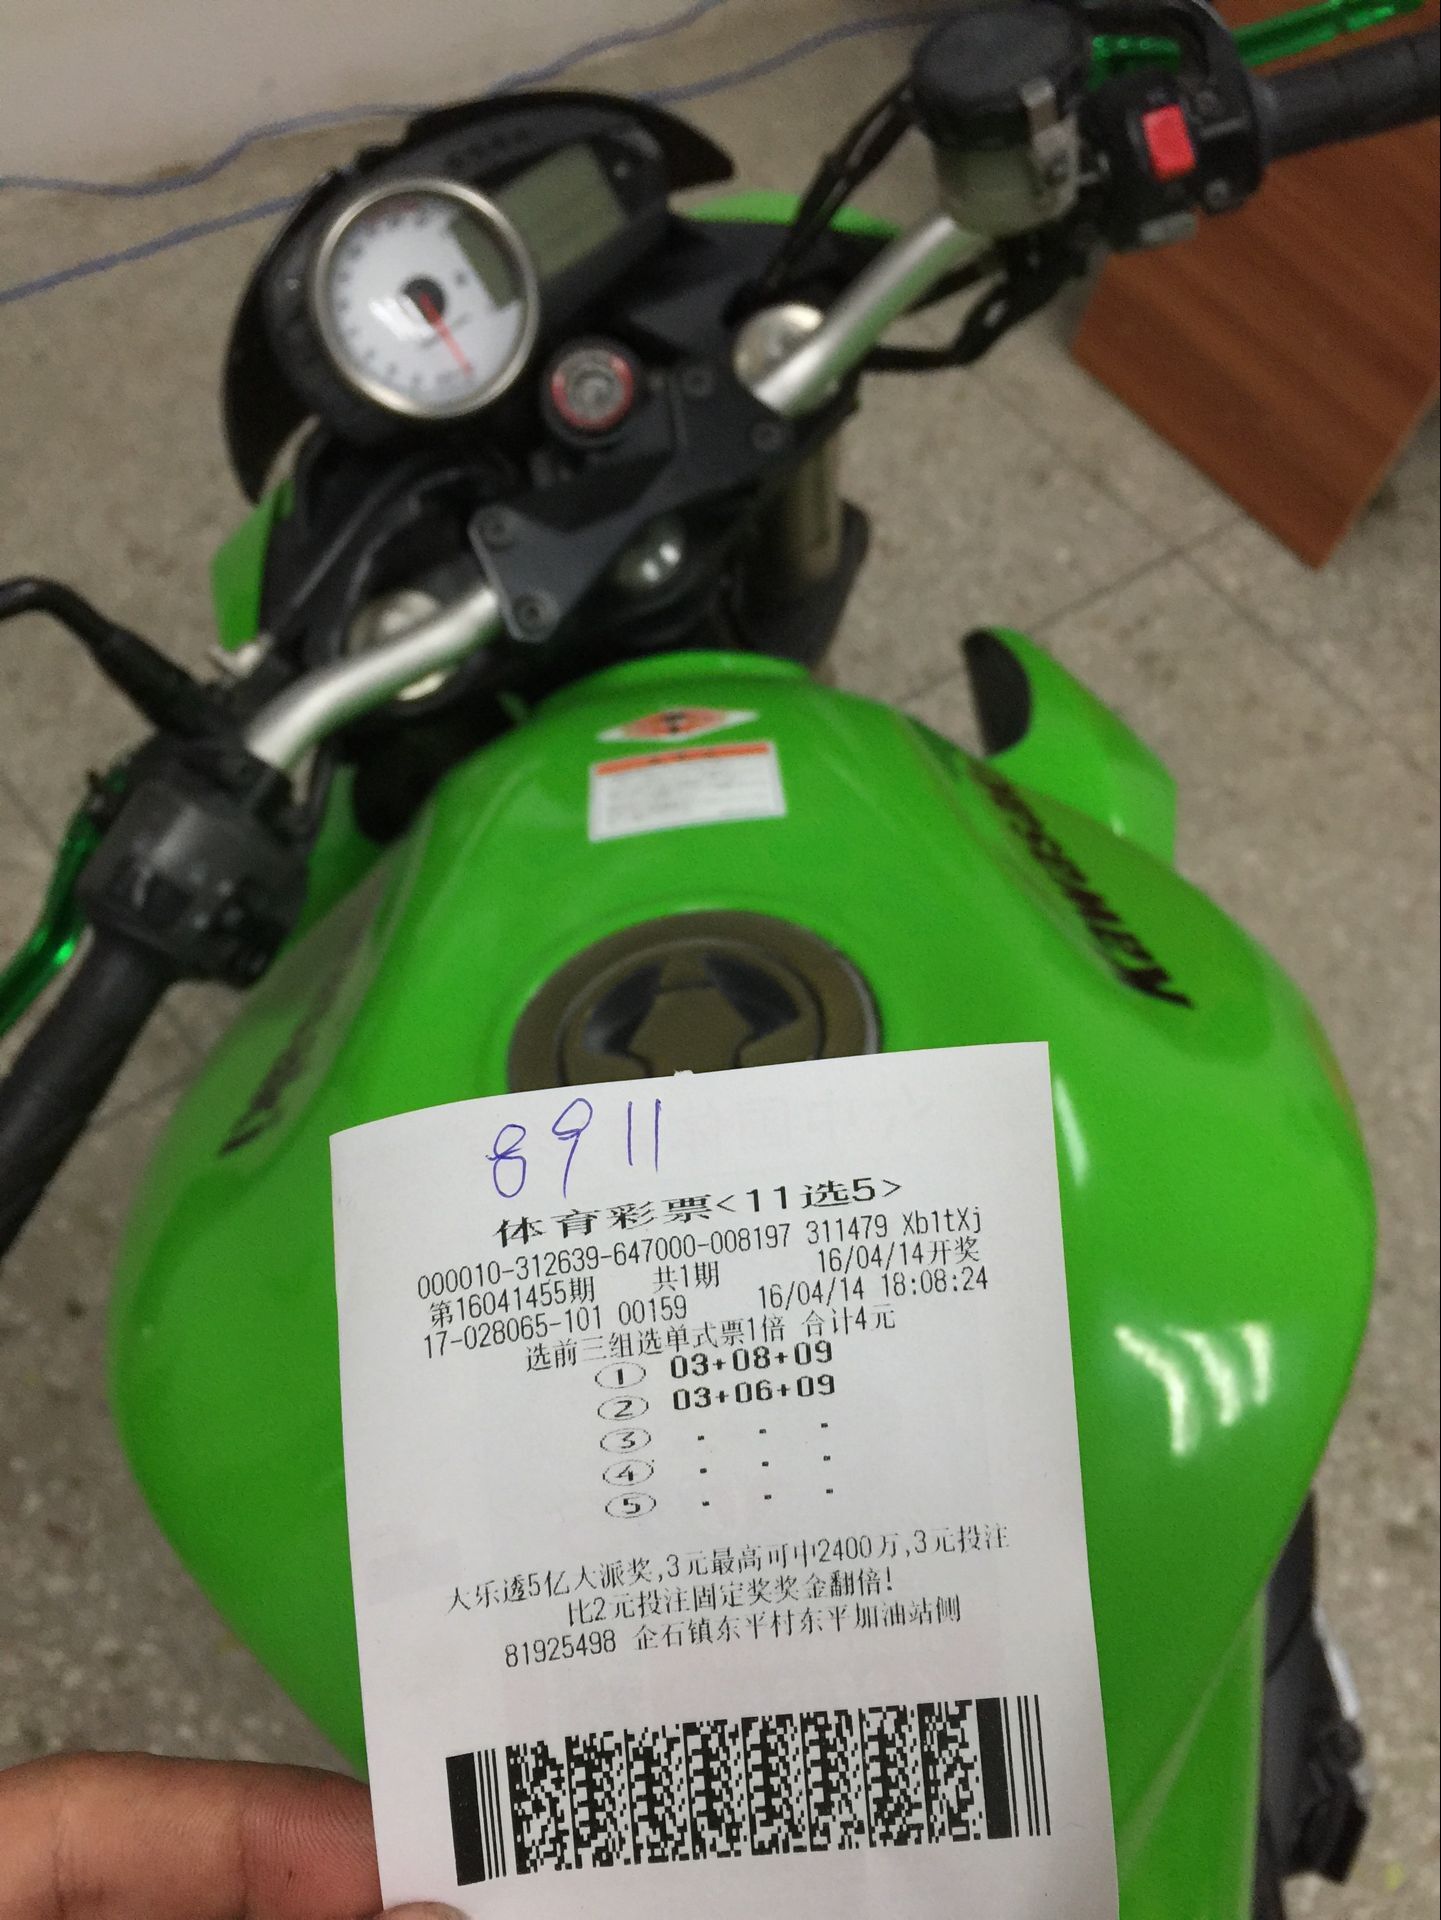 Kawasaki
8911
体育彩票<11选5>
000010-312639-647000-008197 311479 Xb1tXj
第16041455期 共1期 16/04/14开奖
17-028065-101 00159 16/04/14 18:08:24
选前三组选单式票1倍 合计4元
① 03+08+09
② 03+06+09
③ - - -
④ - - -
⑤ - - -
大乐透5亿大派奖,3元最高可中2400万,3元投注
比2元投注固定奖奖金翻倍!
81925498 企石镇东平村东平加油站侧